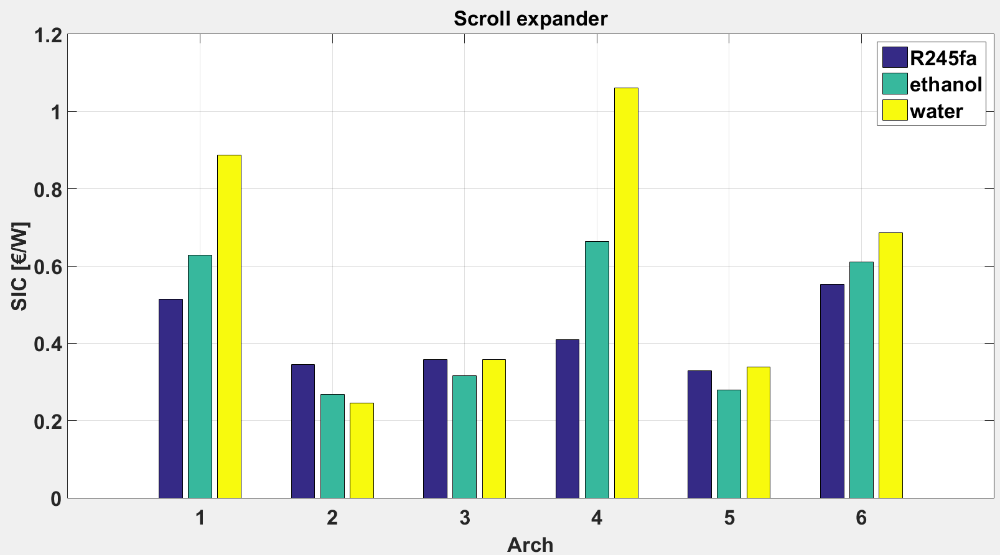 Scroll expander
1.2
1
0.8
0.6
0.4
0.2
0
SIC [€/W]
R245fa
ethanol
water
1 2 3 4 5 6
Arch